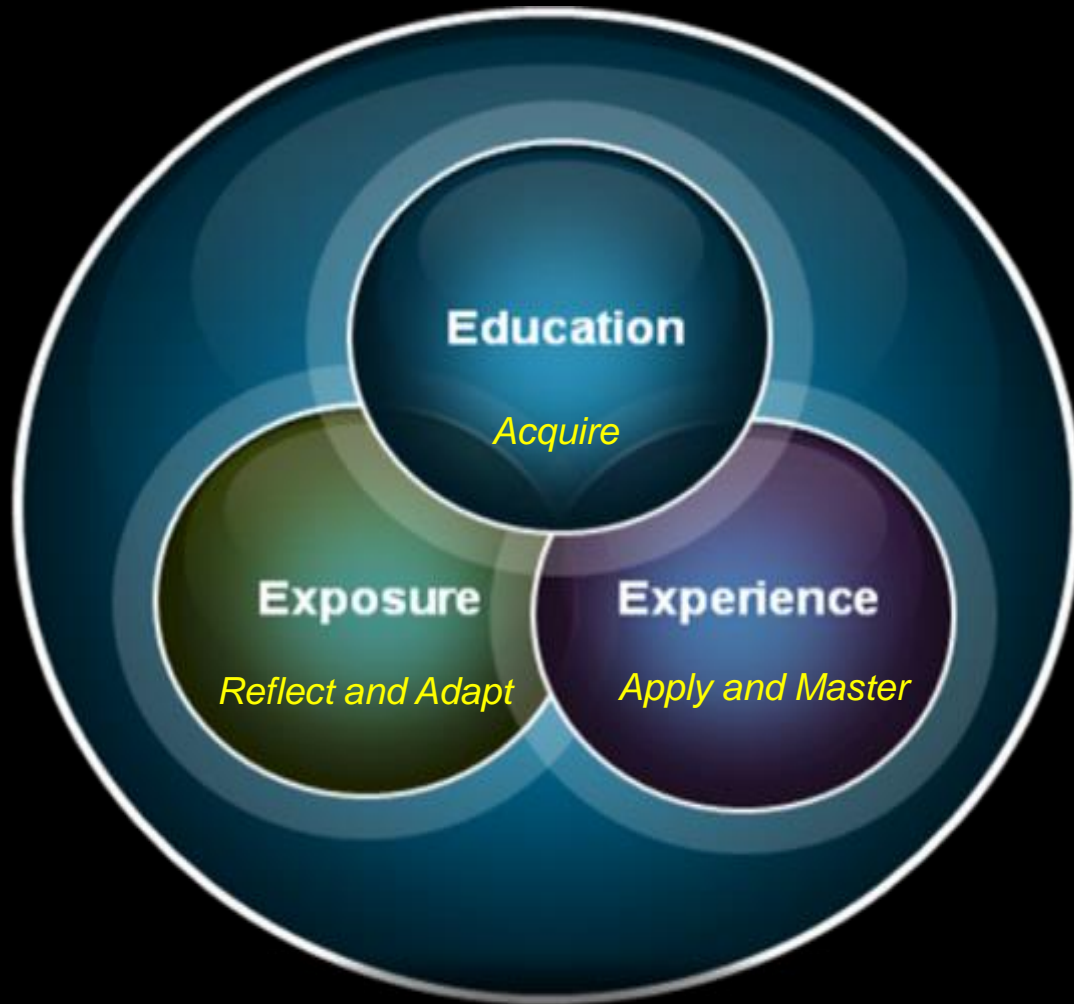 Education
Acquire
Exposure
Reflect and Adapt
Experience
Apply and Master